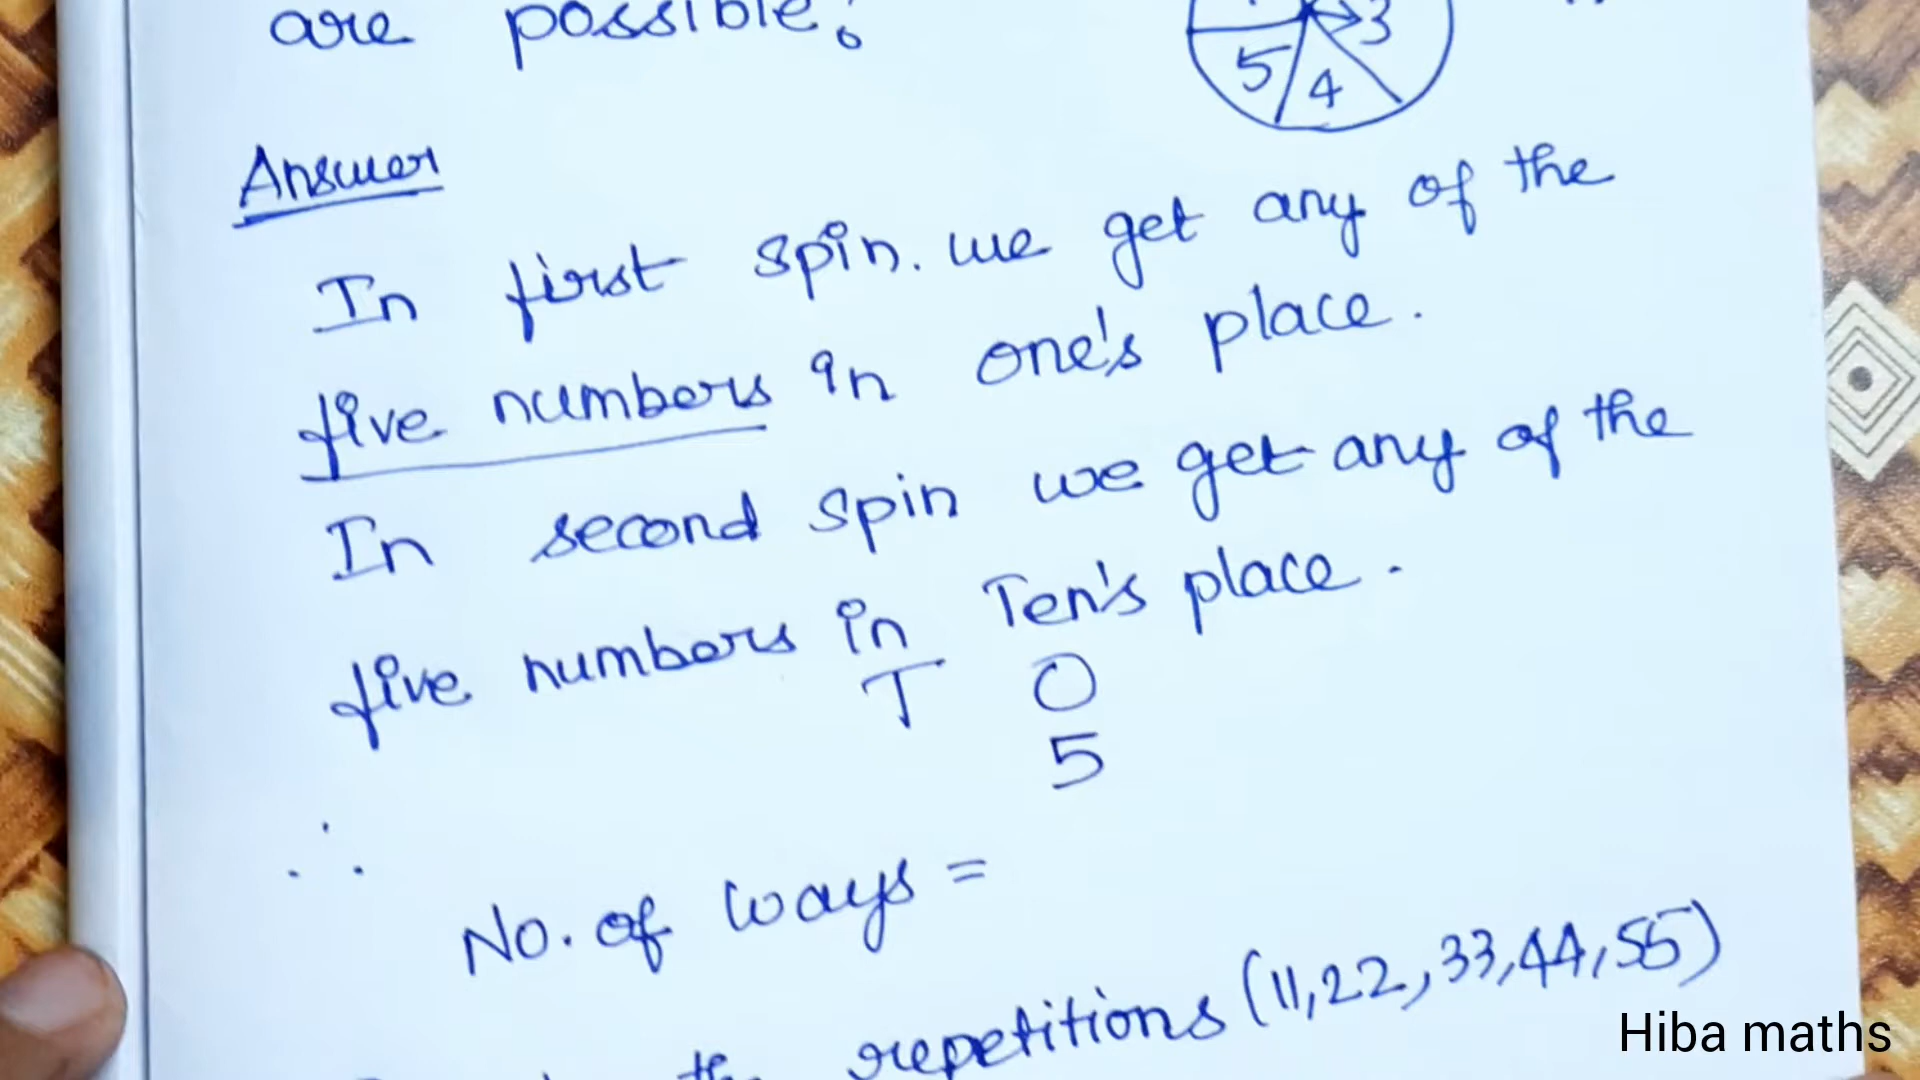 are possible?
3
5 4
Answer
In first spin. we get any of the
five numbers in one's place.
In second spin we get any of the
five numbers in Ten's place.
T O
5
∴
No. of ways =
repetitions (11,22,33,44,55)
Hiba maths